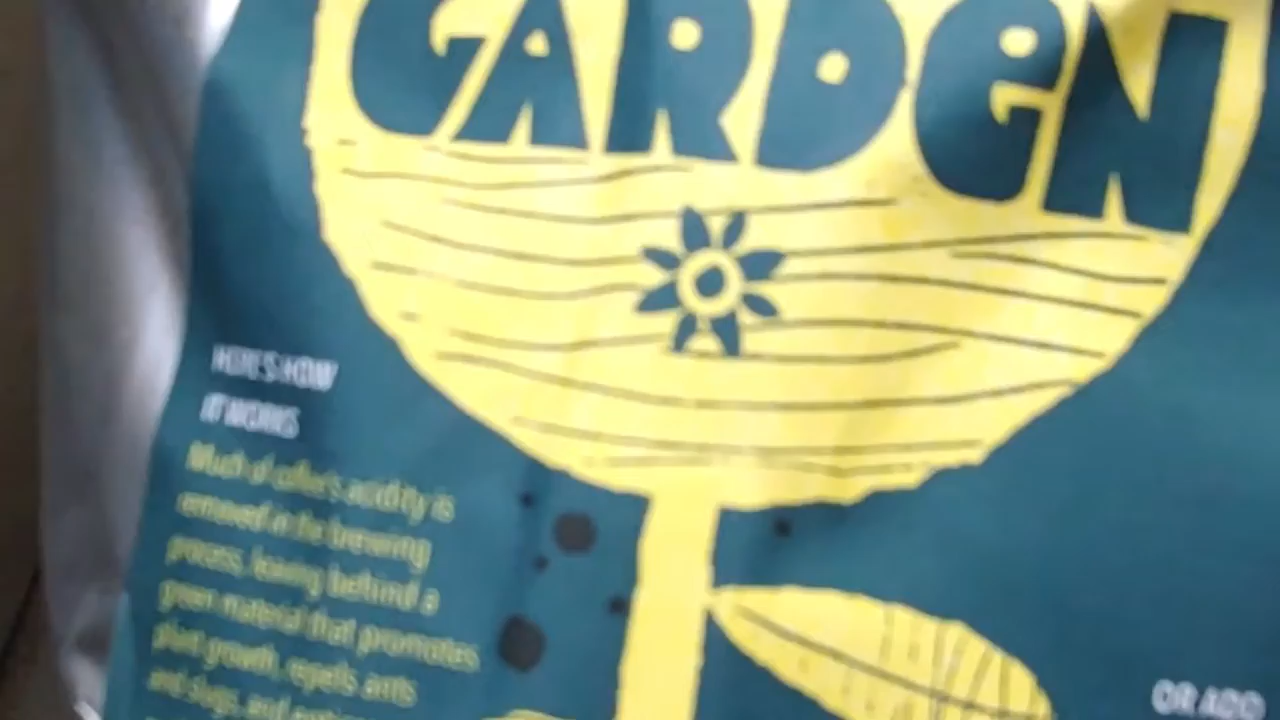 GARDEN
HERE'S HOW
IT WORKS
Much of coffee's acidity is
removed in the brewing
process, leaving behind a
green material that promotes
plant growth, repels ants
and slugs, and
OR ADD